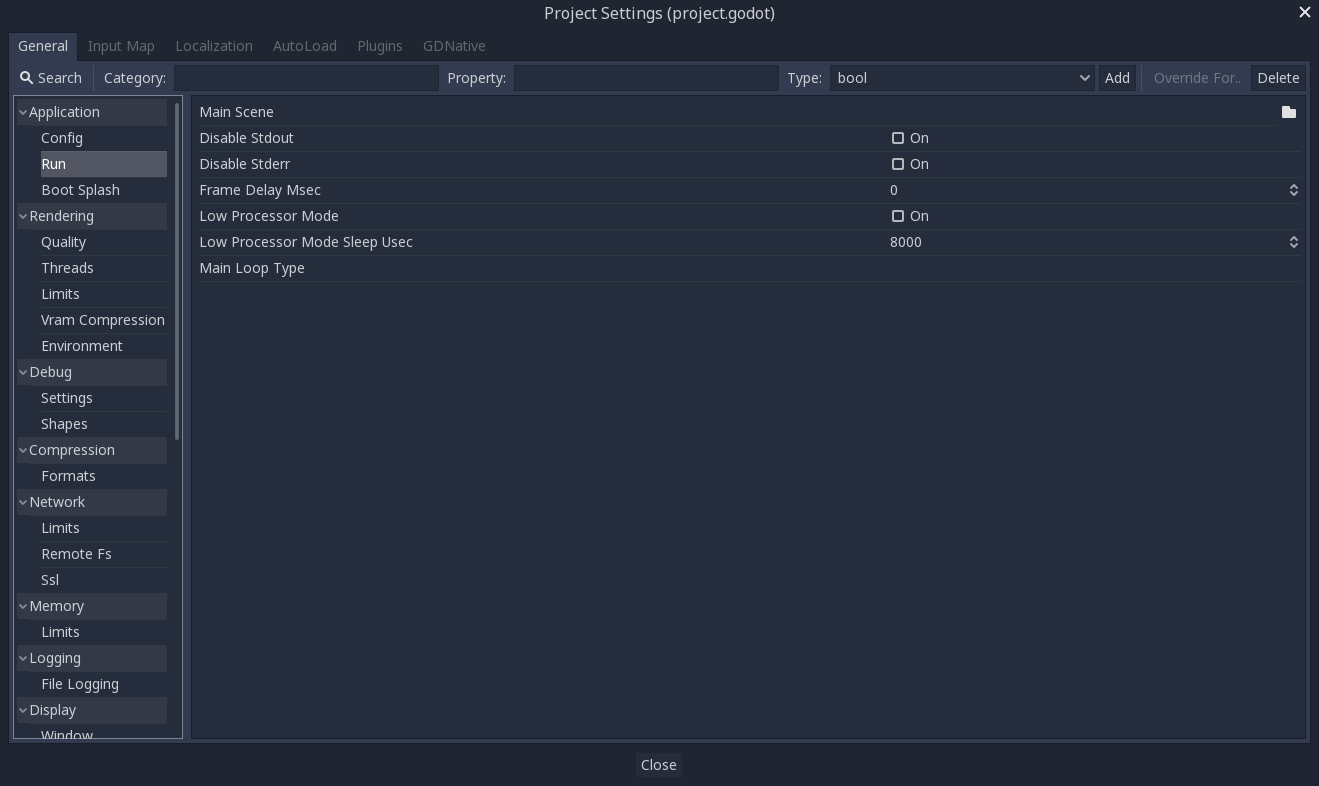 Project Settings (project.godot)
General Input Map Localization AutoLoad Plugins GDNative
Search Category: Property: Type: bool Add Override For.. Delete
Application
Config
Run
Boot Splash
Rendering
Quality
Threads
Limits
Vram Compression
Environment
Debug
Settings
Shapes
Compression
Formats
Network
Limits
Remote Fs
Ssl
Memory
Limits
Logging
File Logging
Display
Window
Main Scene
Disable Stdout On
Disable Stderr On
Frame Delay Msec 0
Low Processor Mode On
Low Processor Mode Sleep Usec 8000
Main Loop Type
Close